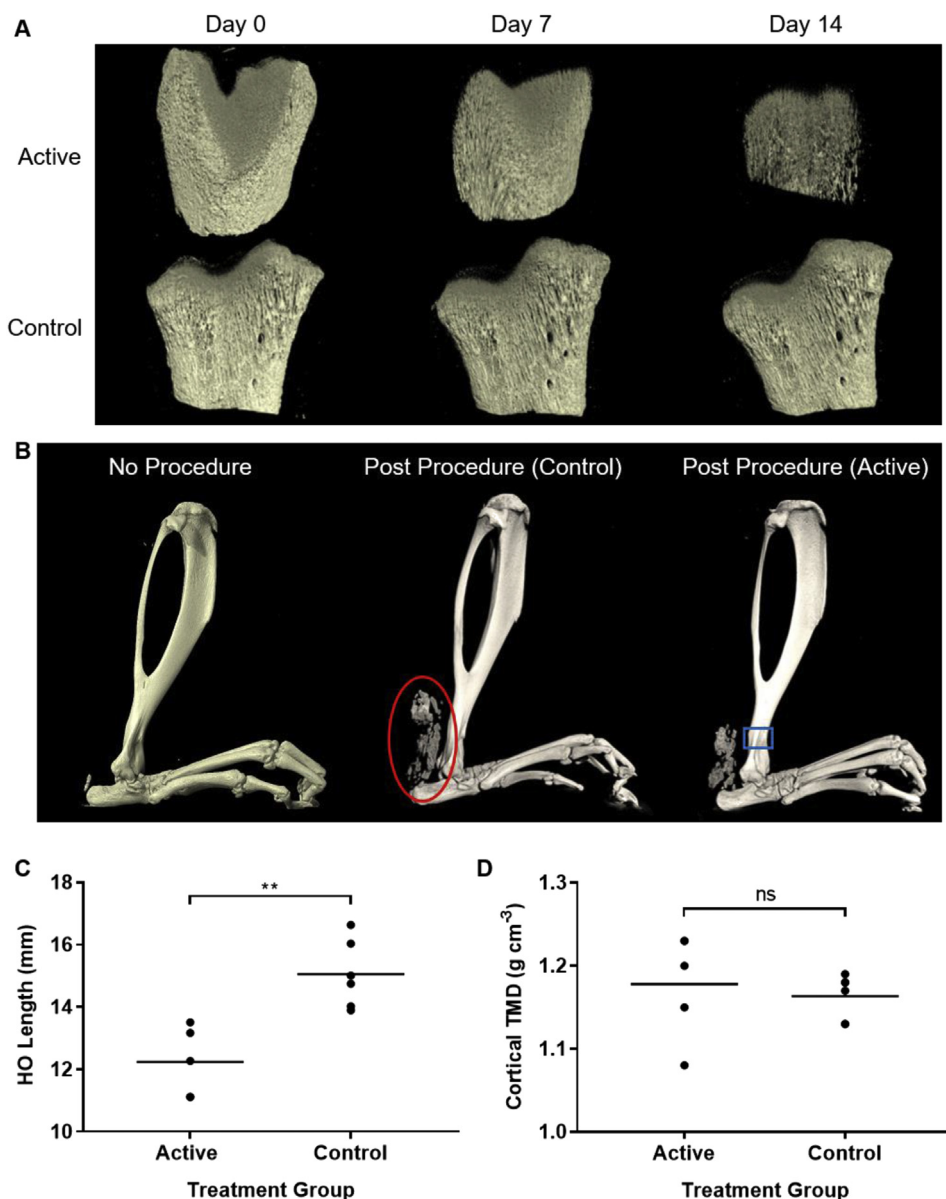 A
Day 0 Day 7 Day 14
Active
Control
B
No Procedure Post Procedure (Control) Post Procedure (Active)
C
18
16
14
12
10
HO Length (mm)
**
Active Control
Treatment Group
D
1.3
1.2
1.1
1.0
Cortical TMD (g cm⁻³)
ns
Active Control
Treatment Group